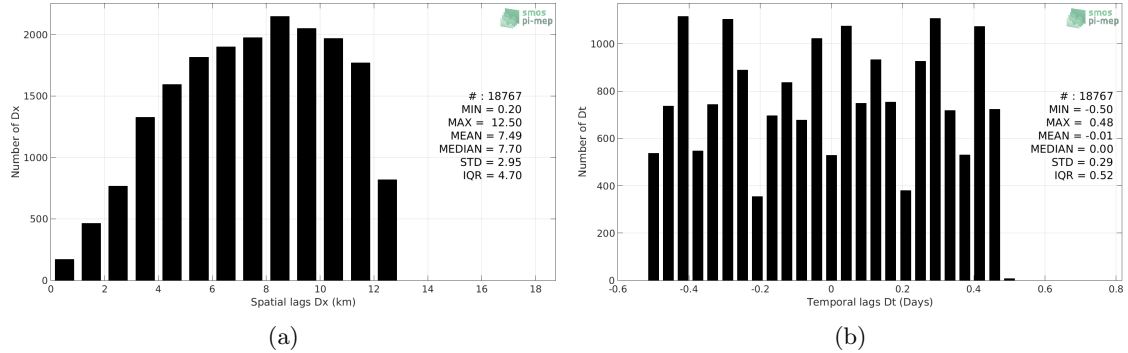 smos
pi-mep
2000
1500
1000
500
0
Number of Dx
# : 18767
MIN = 0.20
MAX = 12.50
MEAN = 7.49
MEDIAN = 7.70
STD = 2.95
IQR = 4.70
0 2 4 6 8 10 12 14 16 18
Spatial lags Dx (km)
(a)
smos
pi-mep
1000
800
600
400
200
0
Number of Dt
# : 18767
MIN = -0.50
MAX = 0.48
MEAN = -0.01
MEDIAN = 0.00
STD = 0.29
IQR = 0.52
-0.6 -0.4 -0.2 0 0.2 0.4 0.6 0.8
Temporal lags Dt (Days)
(b)